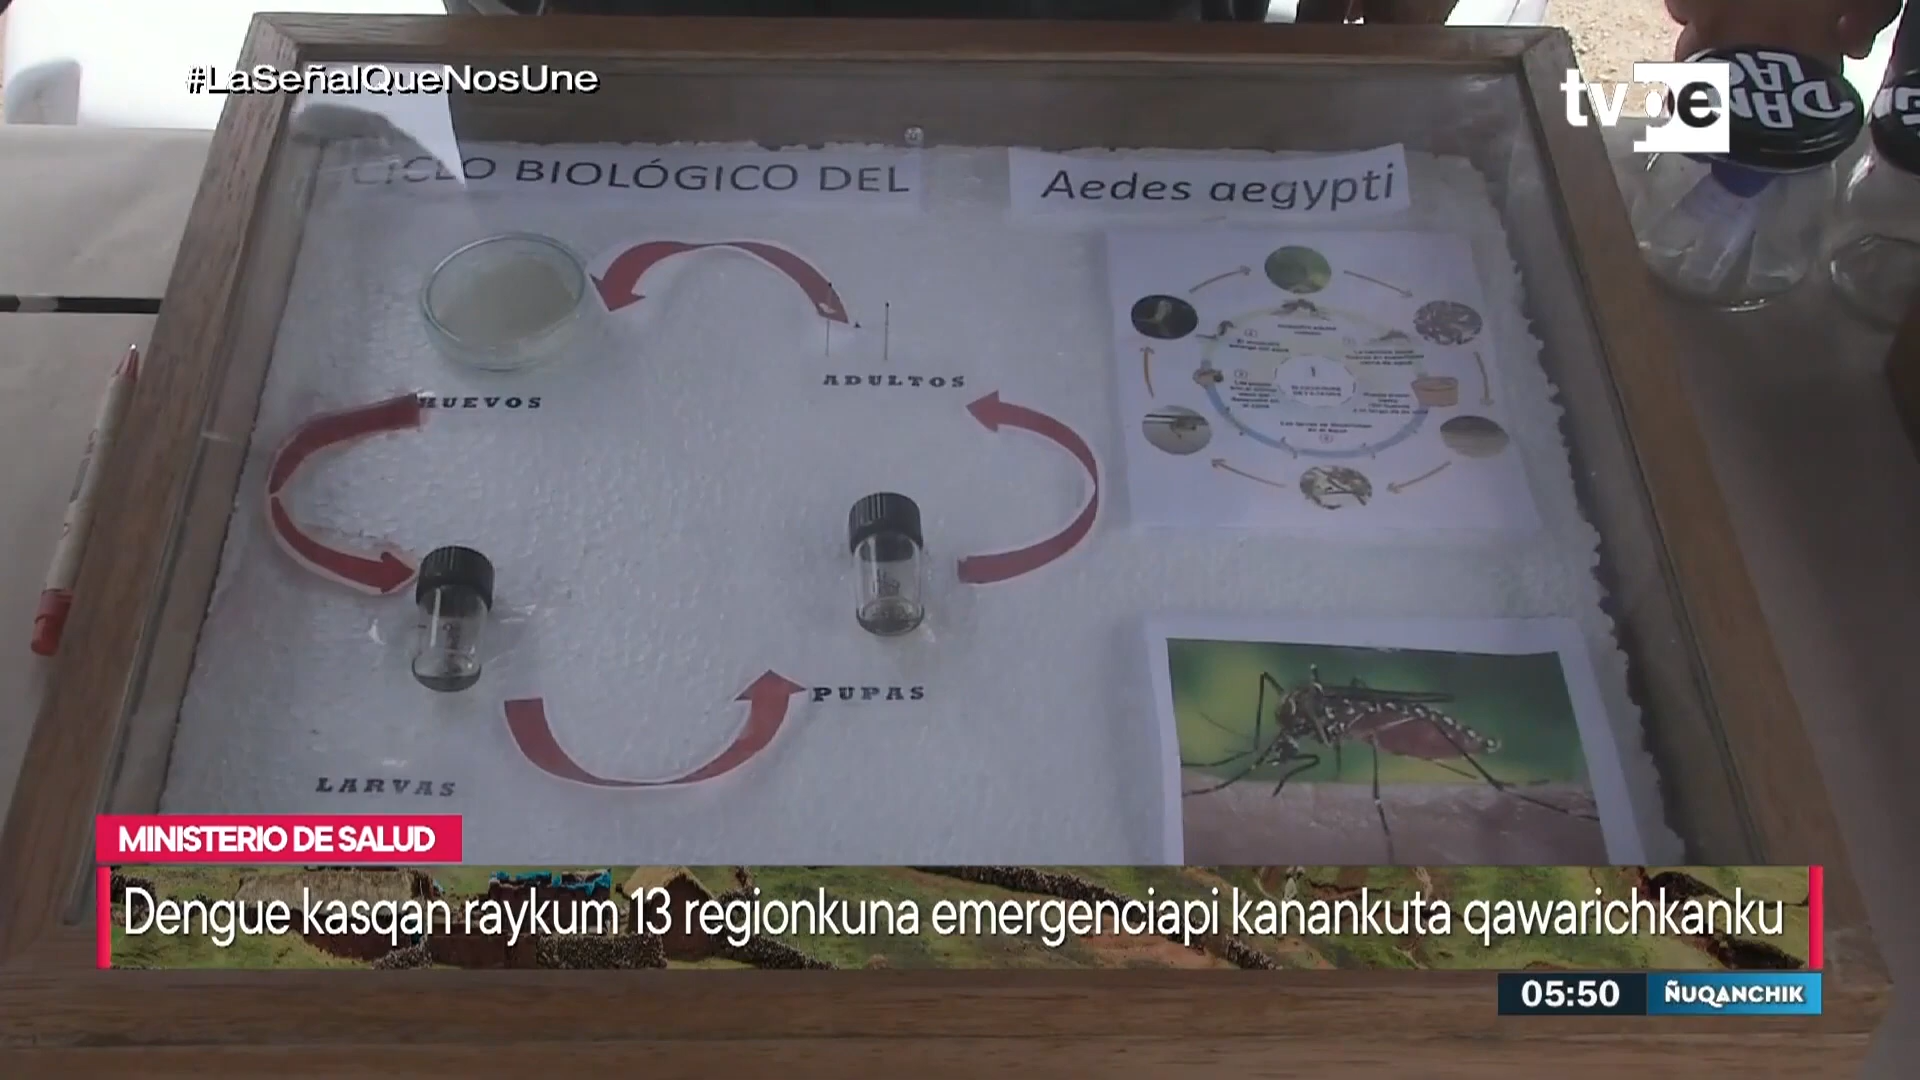 #LaSeñalQueNosUne
tvpe
CICLO BIOLÓGICO DEL
Aedes aegypti
ADULTOS
HUEVOS
PUPAS
LARVAS
MINISTERIO DE SALUD
Dengue kasqan raykum 13 regionkuna emergenciapi kanankuta qawarichkanku
05:50
ÑUQANCHIK